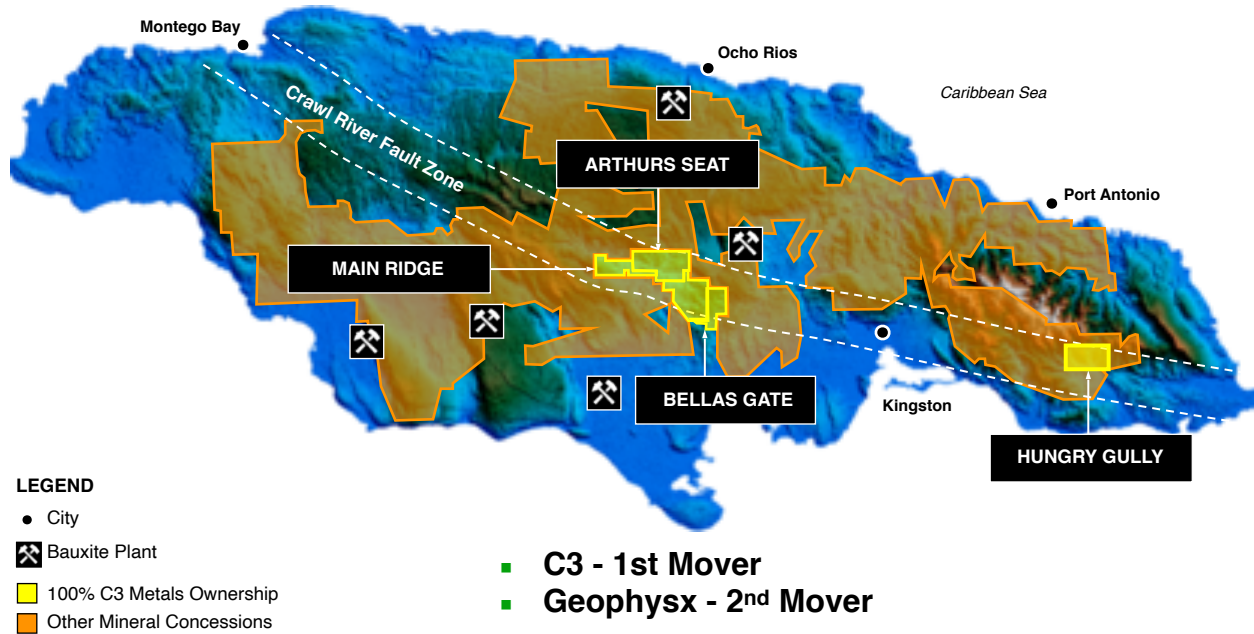 Montego Bay
Ocho Rios
Caribbean Sea
Crawl River Fault Zone
ARTHURS SEAT
Port Antonio
MAIN RIDGE
BELLAS GATE
Kingston
HUNGRY GULLY
LEGEND
City
Bauxite Plant
100% C3 Metals Ownership
Other Mineral Concessions
C3 - 1st Mover
Geophysx - 2nd Mover